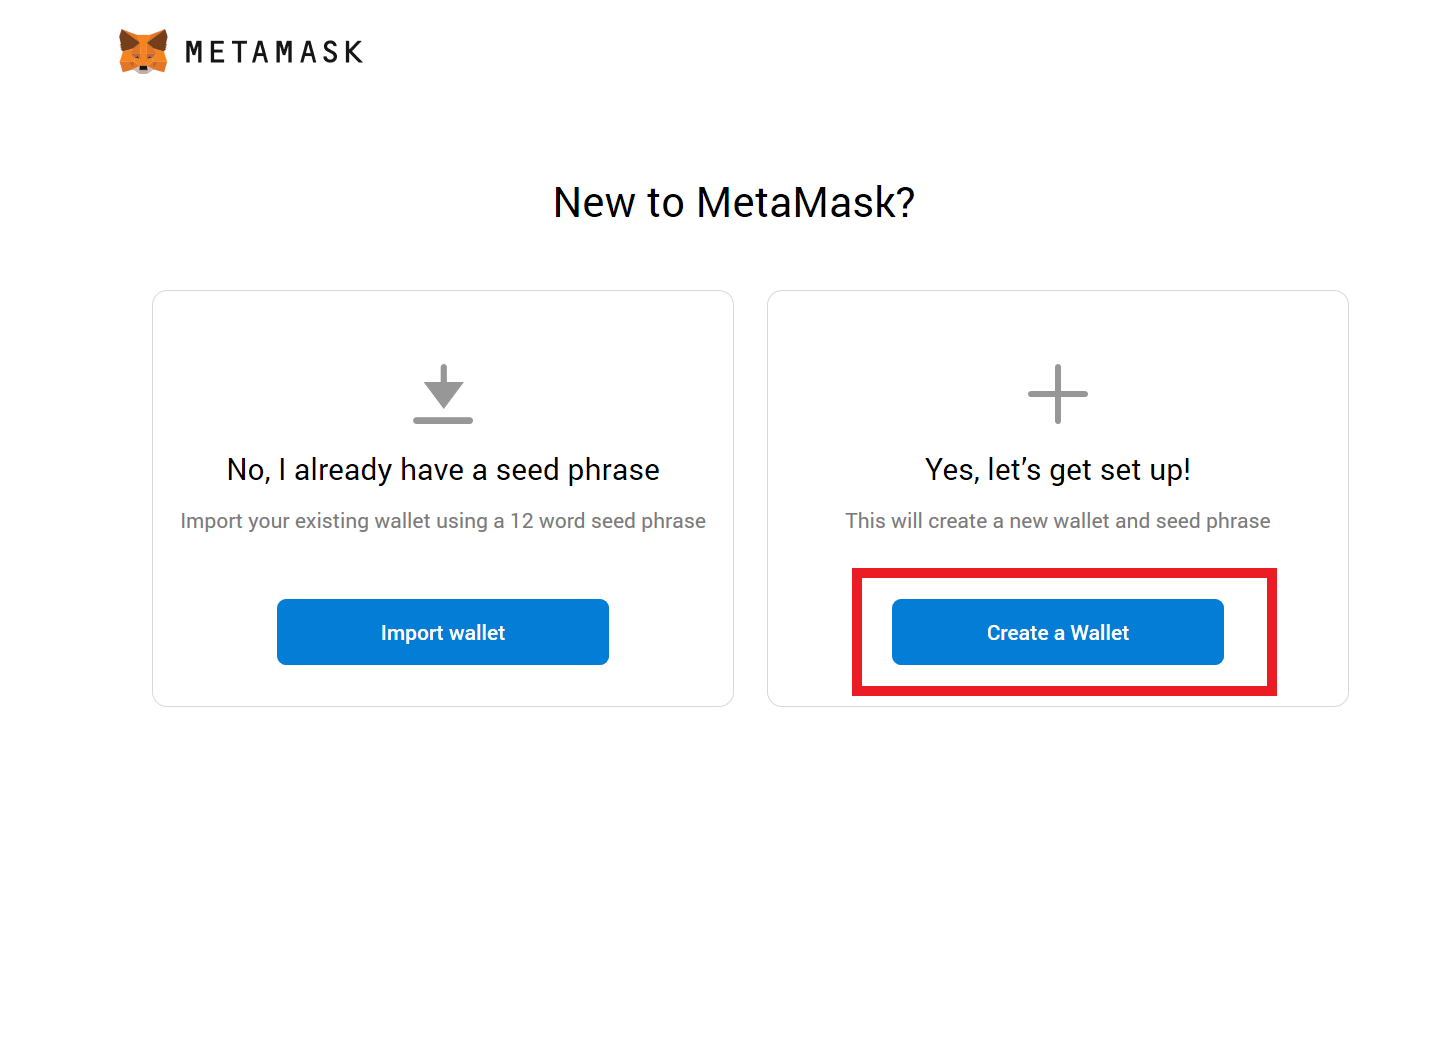 METAMASK
New to MetaMask?
No, I already have a seed phrase
Import your existing wallet using a 12 word seed phrase
Import wallet
Yes, let’s get set up!
This will create a new wallet and seed phrase
Create a Wallet